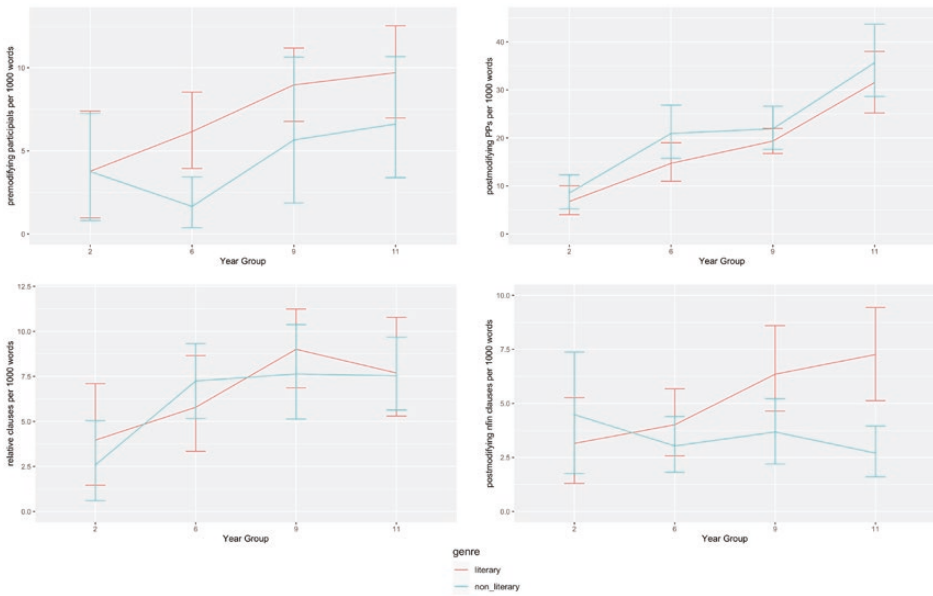 premodifying participials per 1000 words
10
5
0
2 6 9 11
Year Group
postmodifying PPs per 1000 words
40
30
20
10
0
2 6 9 11
Year Group
relative clauses per 1000 words
12.5
10.0
7.5
5.0
2.5
0.0
2 6 9 11
Year Group
postmodifying nfin clauses per 1000 words
10.0
7.5
5.0
2.5
0.0
2 6 9 11
Year Group
genre
literary
non_literary